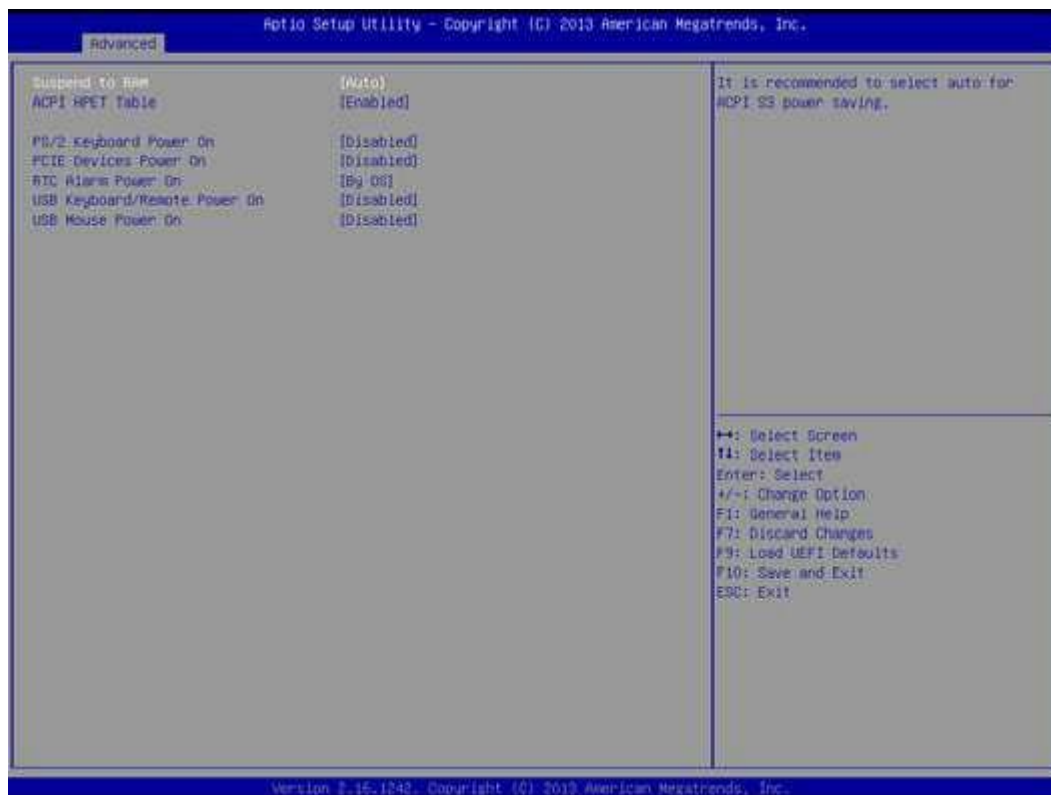 Aptio Setup Utility - Copyright (C) 2013 American Megatrends, Inc.
Advanced
Suspend to RAM [Auto]
ACPI HPET Table [Enabled]
PS/2 Keyboard Power On [Disabled]
PCIE Devices Power On [Disabled]
RTC Alarm Power On [By OS]
USB Keyboard/Remote Power On [Disabled]
USB Mouse Power On [Disabled]
It is recommended to select auto for
ACPI S3 power saving.
↔: Select Screen
↑↓: Select Item
Enter: Select
+/-: Change Option
F1: General Help
F7: Discard Changes
F9: Load UEFI Defaults
F10: Save and Exit
ESC: Exit
Version 2.16.1242. Copyright (C) 2013 American Megatrends, Inc.